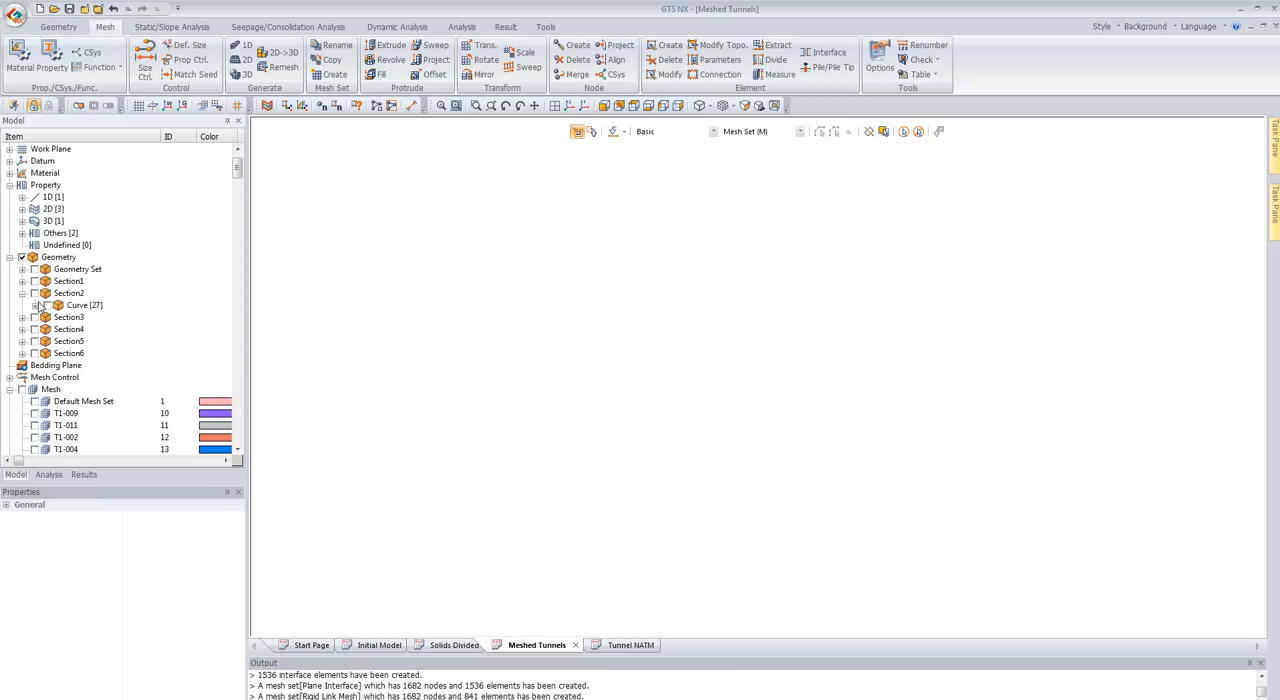 GTS NX - [Meshed Tunnels]
Geometry Mesh Static/Slope Analysis Seepage/Consolidation Analysis Dynamic Analysis Analysis Result Tools
Style Background Language
Material Property CSys Function
Prop./CSys./Func.
Size Ctrl. Def. Size Prop Ctrl. Match Seed
Control
1D 2D 3D 2D->3D Remesh
Generate
Rename Copy Create
Mesh Set
Extrude Revolve Fill Sweep Project Offset
Protrude
Trans. Rotate Mirror Scale Sweep
Transform
Create Delete Merge Project Align CSys
Node
Create Delete Modify Modify Topo. Parameters Connection Extract Divide Measure Interface Pile/Pile Tip
Element
Options Renumber Check Table
Tools
Model
Item ID Color
Work Plane
Datum
Material
Property
1D [1]
2D [3]
3D [1]
Others [2]
Undefined [0]
Geometry
Geometry Set
Section1
Section2
Curve [27]
Section3
Section4
Section5
Section6
Bedding Plane
Mesh Control
Mesh
Default Mesh Set 1
T1-009 10
T1-011 11
T1-002 12
T1-004 13
Model Analysis Results
Properties
General
Basic Mesh Set (M)
Task Pane
Task Pane
Start Page Initial Model Solids Divided Meshed Tunnels Tunnel NATM
Output
> 1536 interface elements have been created.
> A mesh set[Plane Interface] which has 1682 nodes and 1536 elements has been created.
> A mesh set[Rigid Link Mesh] which has 1682 nodes and 841 elements has been created.